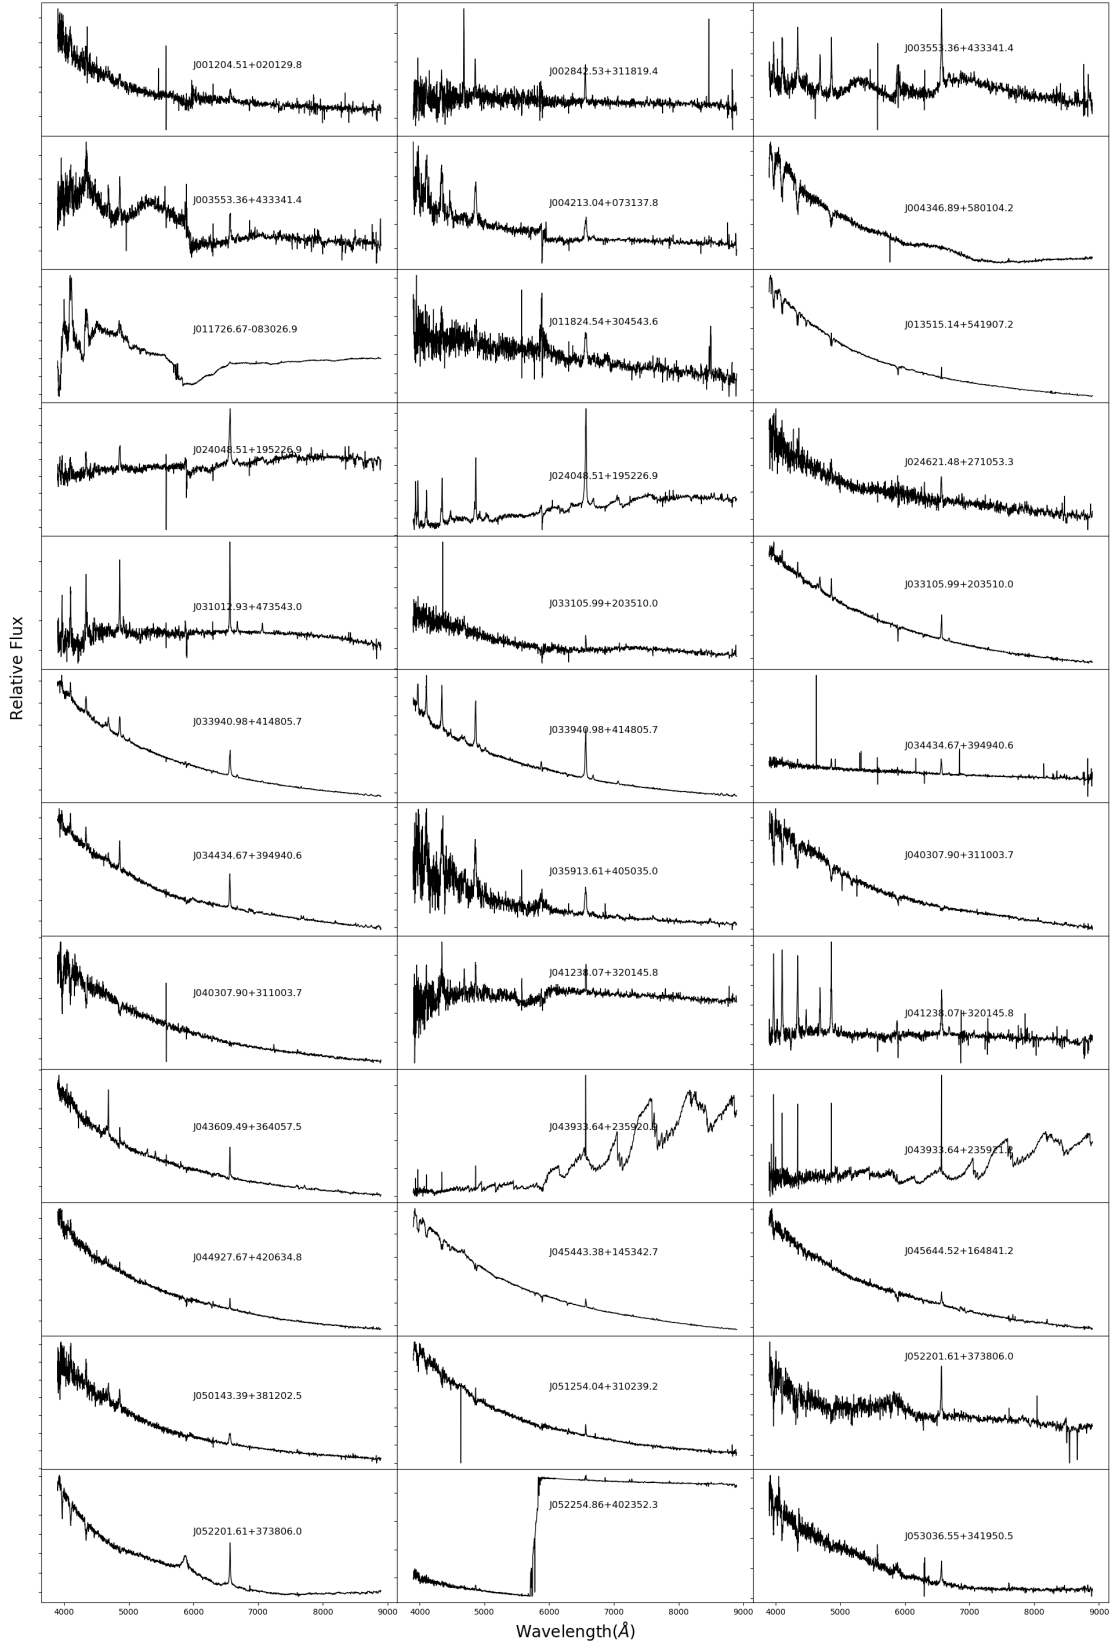 J001204.51+020129.8
J002842.53+311819.4
J003553.36+433341.4
J003553.36+433341.4
J004213.04+073137.8
J004346.89+580104.2
J011726.67-083026.9
J011824.54+304543.6
J013515.14+541907.2
J024048.51+195226.9
J024048.51+195226.9
J024621.48+271053.3
J031012.93+473543.0
J033105.99+203510.0
J033105.99+203510.0
J033940.98+414805.7
J033940.98+414805.7
J034434.67+394940.6
J034434.67+394940.6
J035913.61+405035.0
J040307.90+311003.7
J040307.90+311003.7
J041238.07+320145.8
J041238.07+320145.8
J043609.49+364057.5
J043933.64+235920.9
J043933.64+235921.2
J044927.67+420634.8
J045443.38+145342.7
J045644.52+164841.2
J050143.39+381202.5
J051254.04+310239.2
J052201.61+373806.0
J052201.61+373806.0
J052254.86+402352.3
J053036.55+341950.5
Relative Flux
4000 5000 6000 7000 8000 9000
4000 5000 6000 7000 8000 9000
4000 5000 6000 7000 8000 9000
Wavelength(Å)